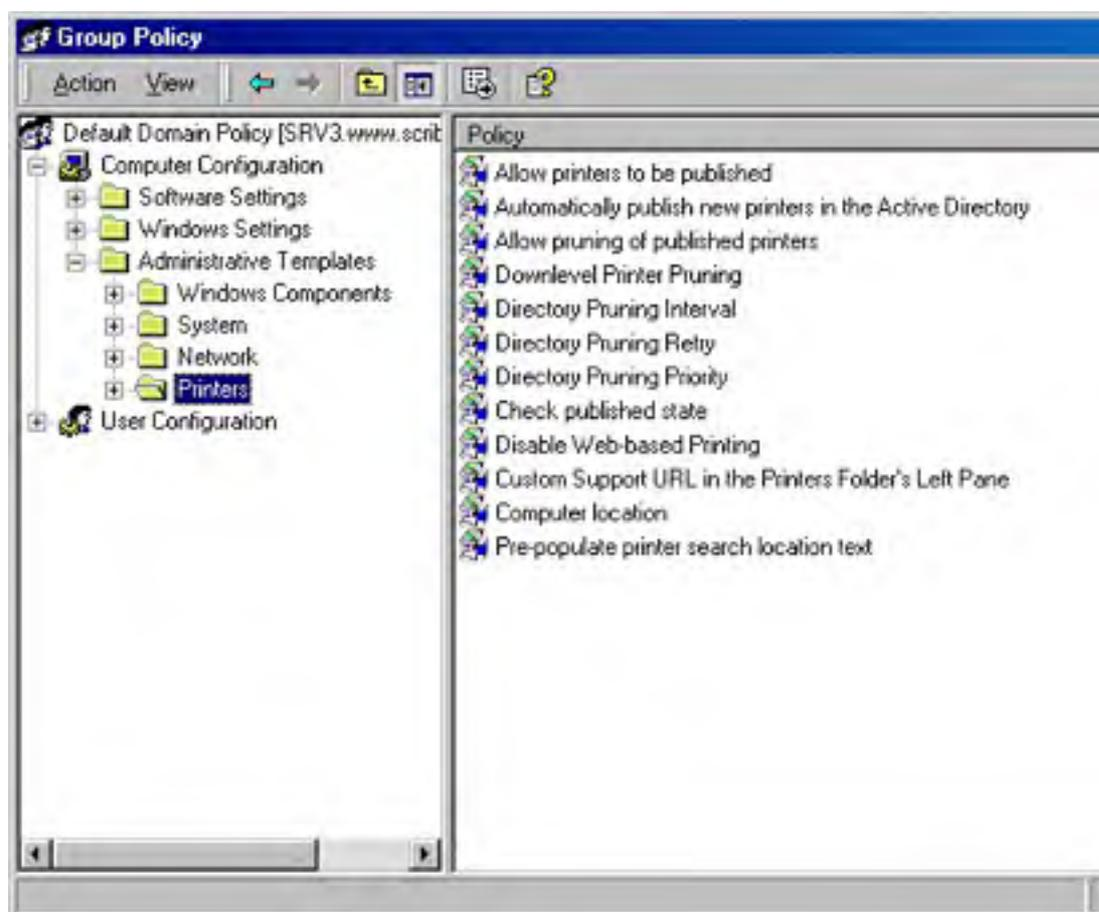 Group Policy
Action View
Default Domain Policy [SRV3.www.scrib
Computer Configuration
Software Settings
Windows Settings
Administrative Templates
Windows Components
System
Network
Printers
User Configuration
Policy
Allow printers to be published
Automatically publish new printers in the Active Directory
Allow pruning of published printers
Downlevel Printer Pruning
Directory Pruning Interval
Directory Pruning Retry
Directory Pruning Priority
Check published state
Disable Web-based Printing
Custom Support URL in the Printers Folder's Left Pane
Computer location
Pre-populate printer search location text